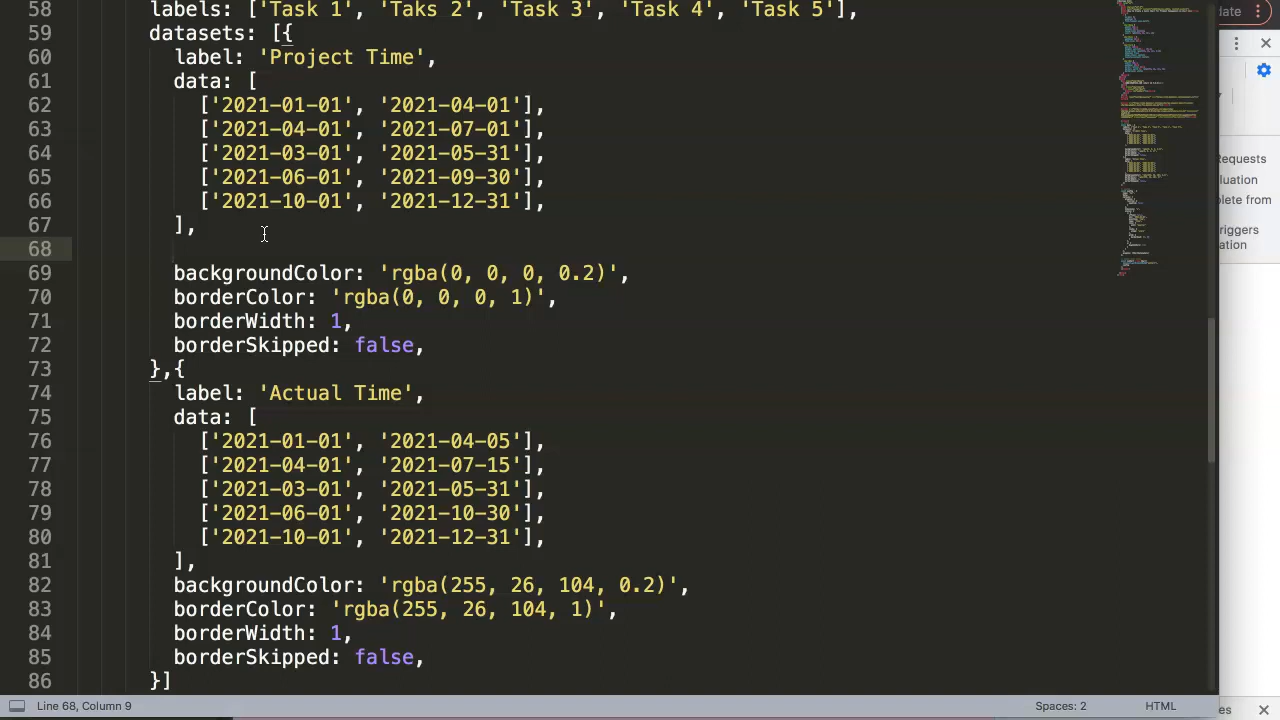 58 labels: ['Task 1', 'Taks 2', 'Task 3', 'Task 4', 'Task 5'],
59 datasets: [{
60 label: 'Project Time',
61 data: [
62 ['2021-01-01', '2021-04-01'],
63 ['2021-04-01', '2021-07-01'],
64 ['2021-03-01', '2021-05-31'],
65 ['2021-06-01', '2021-09-30'],
66 ['2021-10-01', '2021-12-31'],
67 ],
68
69 backgroundColor: 'rgba(0, 0, 0, 0.2)',
70 borderColor: 'rgba(0, 0, 0, 1)',
71 borderWidth: 1,
72 borderSkipped: false,
73 },{
74 label: 'Actual Time',
75 data: [
76 ['2021-01-01', '2021-04-05'],
77 ['2021-04-01', '2021-07-15'],
78 ['2021-03-01', '2021-05-31'],
79 ['2021-06-01', '2021-10-30'],
80 ['2021-10-01', '2021-12-31'],
81 ],
82 backgroundColor: 'rgba(255, 26, 104, 0.2)',
83 borderColor: 'rgba(255, 26, 104, 1)',
84 borderWidth: 1,
85 borderSkipped: false,
86 }]
Line 68, Column 9 Spaces: 2 HTML
date
equests
luation
plete from
riggers
ation
es